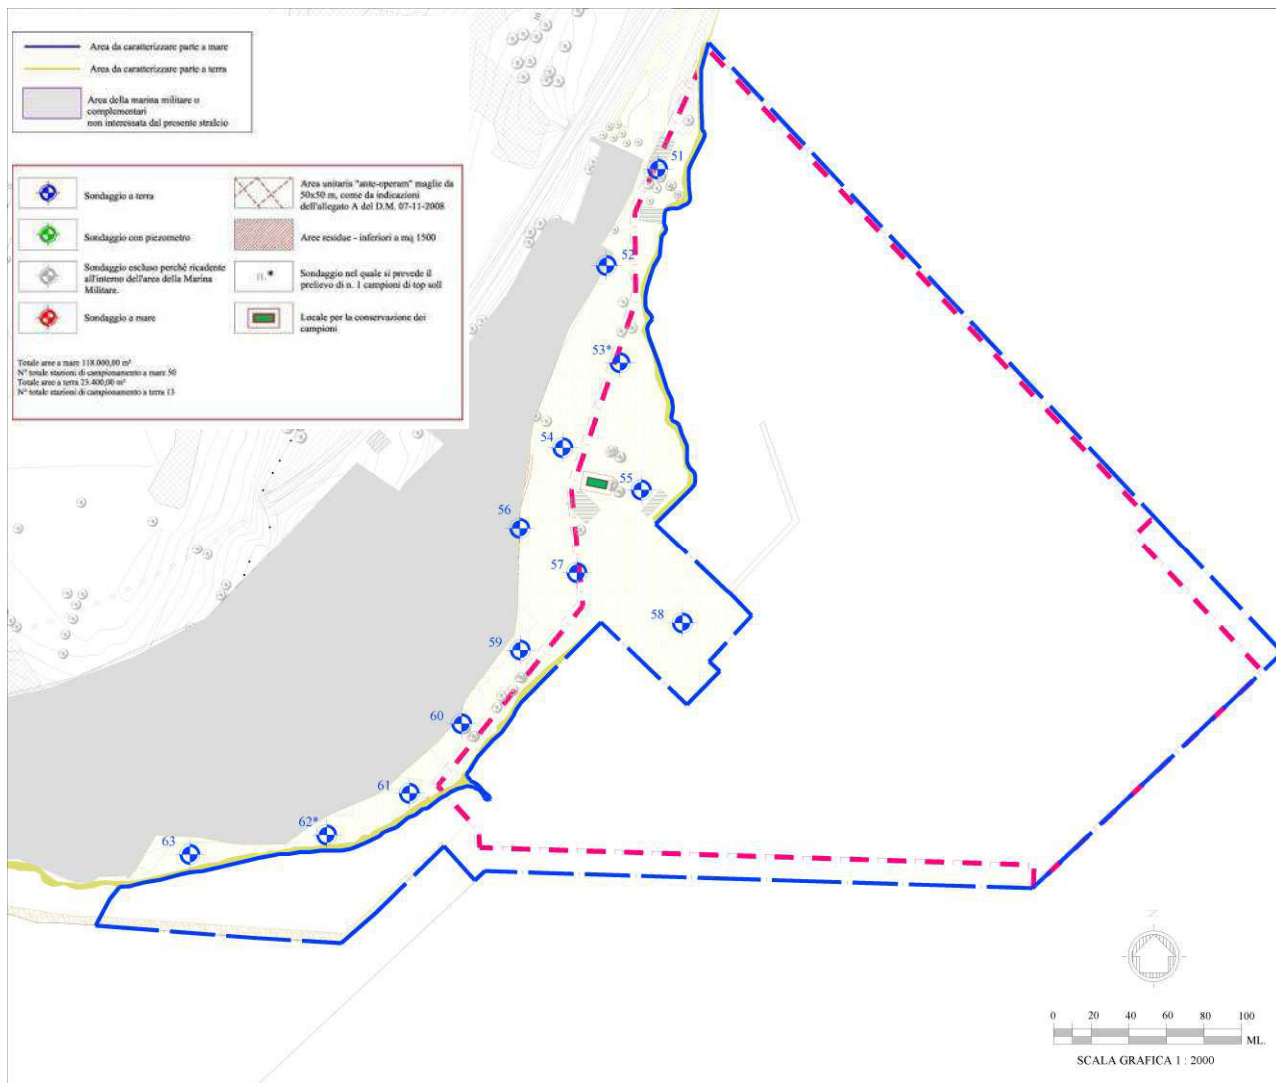 Area da caratterizzare parte a mare
Area da caratterizzare parte a terra
Area della marina militare o
complementari
non interessata dal presente stralcio
Sondaggio a terra
Sondaggio con piezometro
Sondaggio escluso perchè ricadente
all'interno dell'area della Marina
Militare.
Sondaggio a mare
Area unitaria "ante-operam" maglie da
50x50 m, come da indicazioni
dell'allegato A del D.M. 07-11-2008
Aree residue - inferiori a mq 1500
n.*
Sondaggio nel quale si prevede il
prelievo di n. 1 campioni di top soil
Locale per la conservazione dei
campioni
Totale aree a mare 118.000,00 m²
N° totale stazioni di campionamento a mare 50
Totale aree a terra 23.400,00 m²
N° totale stazioni di campionamento a terra 13
51
52
53*
54
55
56
57
58
59
60
61
62*
63
N
0 20 40 60 80 100
ML.
SCALA GRAFICA 1 : 2000